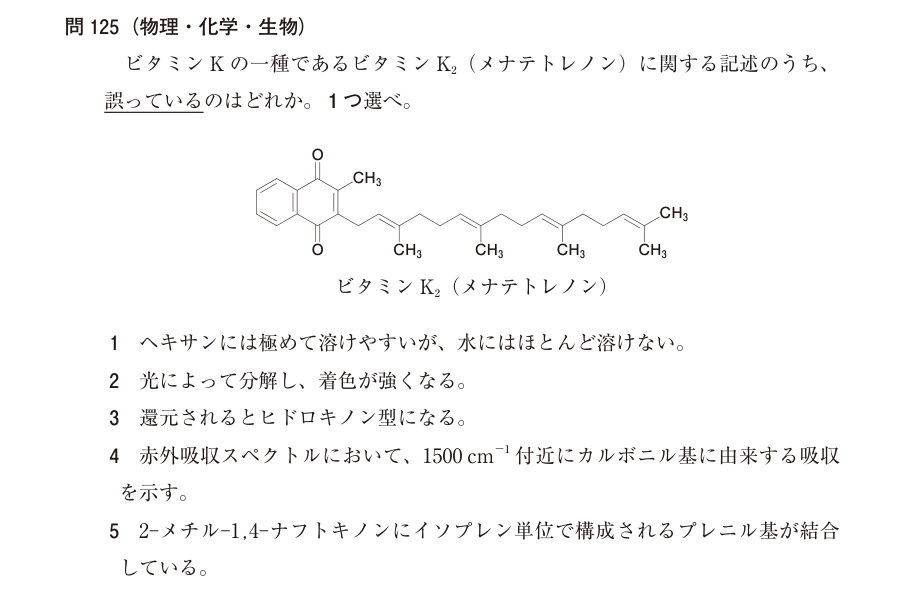 問 125（物理・化学・生物）
ビタミン K の一種であるビタミン K₂（メナテトレノン）に関する記述のうち、
誤っているのはどれか。1つ選べ。
O
CH₃
CH₃
O
CH₃
CH₃
CH₃
CH₃
ビタミン K₂（メナテトレノン）
1　ヘキサンには極めて溶けやすいが、水にはほとんど溶けない。
2　光によって分解し、着色が強くなる。
3　還元されるとヒドロキノン型になる。
4　赤外吸収スペクトルにおいて、1500 cm⁻¹ 付近にカルボニル基に由来する吸収
を示す。
5　2-メチル-1,4-ナフトキノンにイソプレン単位で構成されるプレニル基が結合
している。